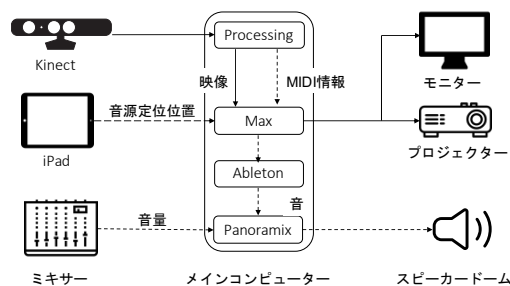 Processing
Kinect
映像
MIDI情報
モニター
音源定位位置
Max
iPad
プロジェクター
Ableton
音
音量
Panoramix
ミキサー
メインコンピューター
スピーカードーム